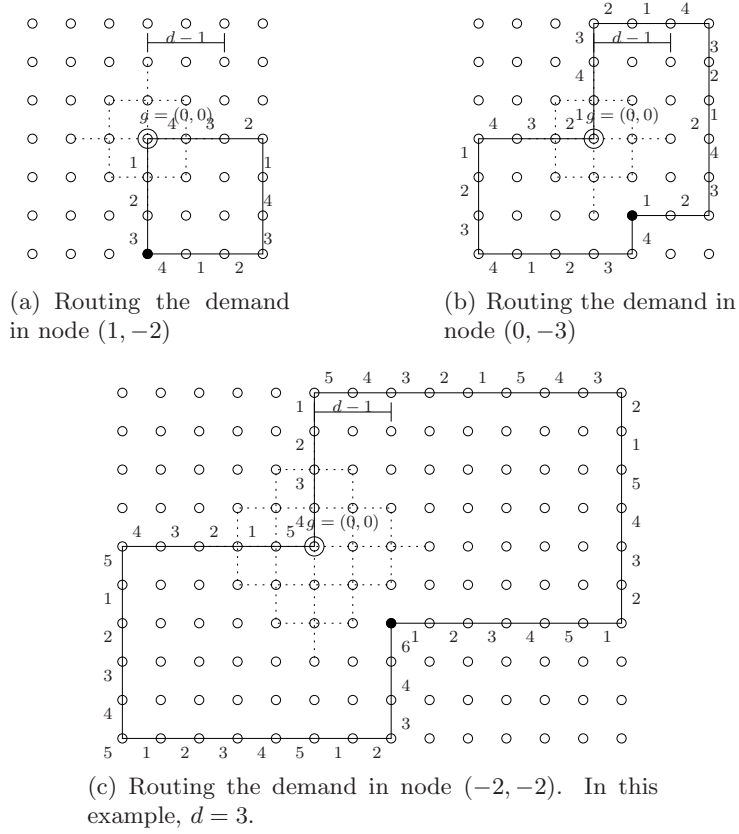 d − 1
g = (0, 0)
4 3 2
1 1
2 4
3 3
4 1 2
(a) Routing the demand
in node (1, −2)
2 1 4
3 d − 1 3
4 2
1 g = (0, 0) 1
3 2 2
1 4
2 1 2 3
3 4
4 1 2 3
(b) Routing the demand in
node (0, −3)
5 4 3 2 1 5 4 3
1 d − 1 2
2 1
3 5
4 g = (0, 0) 4
4 3 2 1 5
5 3
1 2
2 1 2 3 4 5 1
6
3 4
4 3
5 1 2 3 4 5 1 2
(c) Routing the demand in node (−2, −2). In this
example, d = 3.